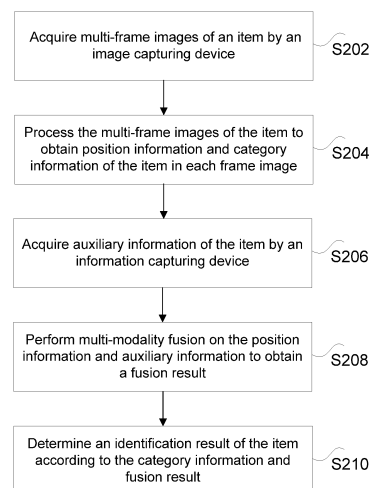 Acquire multi-frame images of an item by an
image capturing device
S202
Process the multi-frame images of the item to
obtain position information and category
information of the item in each frame image
S204
Acquire auxiliary information of the item by an
information capturing device
S206
Perform multi-modality fusion on the position
information and auxiliary information to obtain
a fusion result
S208
Determine an identification result of the item
according to the category information and
fusion result
S210